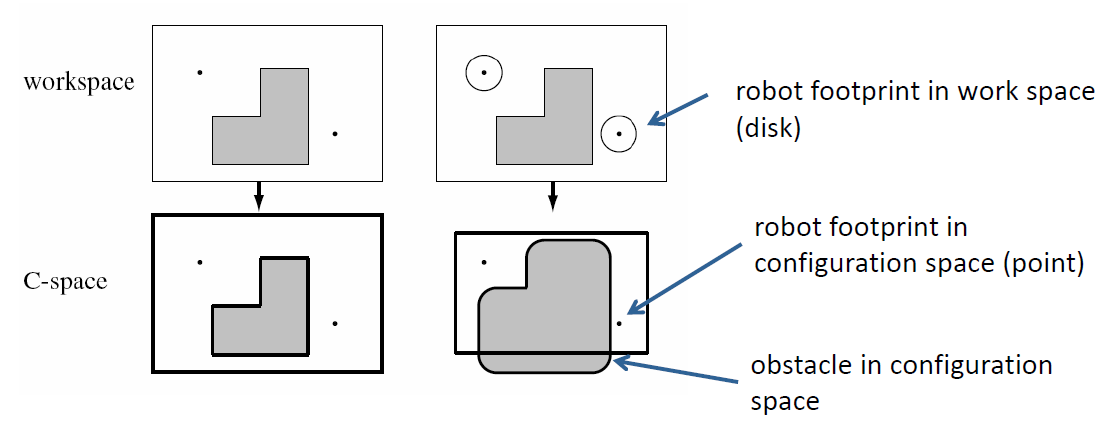 workspace
robot footprint in work space
(disk)
robot footprint in
configuration space (point)
C-space
obstacle in configuration
space